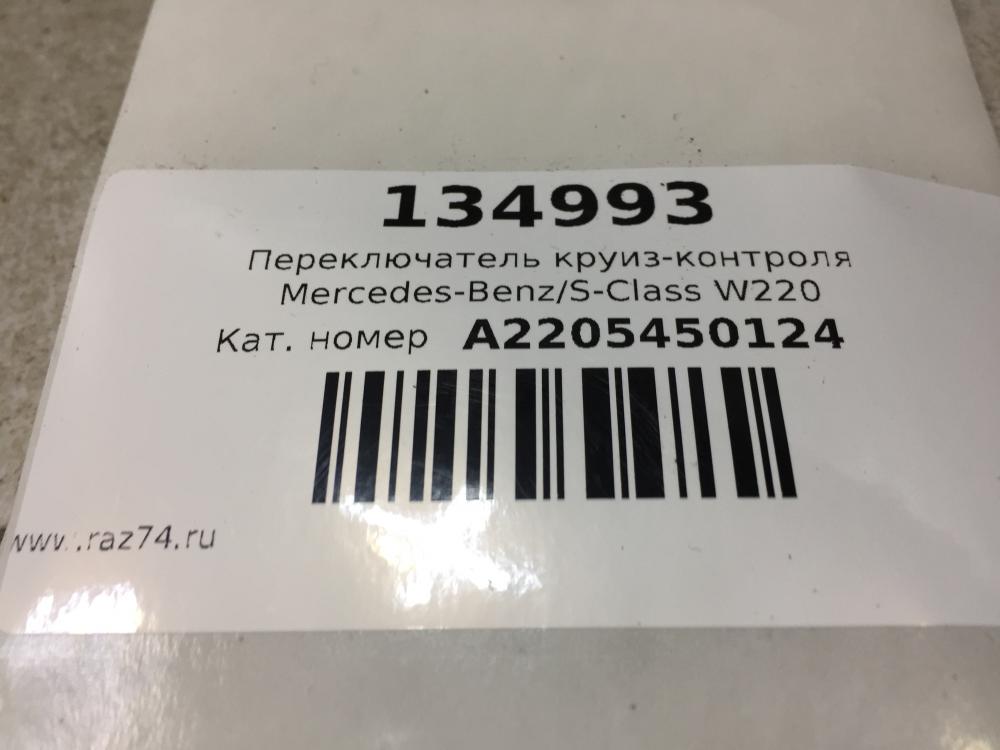 134993
Переключатель круиз-контроля
Mercedes-Benz/S-Class W220
Кат. номер A2205450124
www.raz74.ru